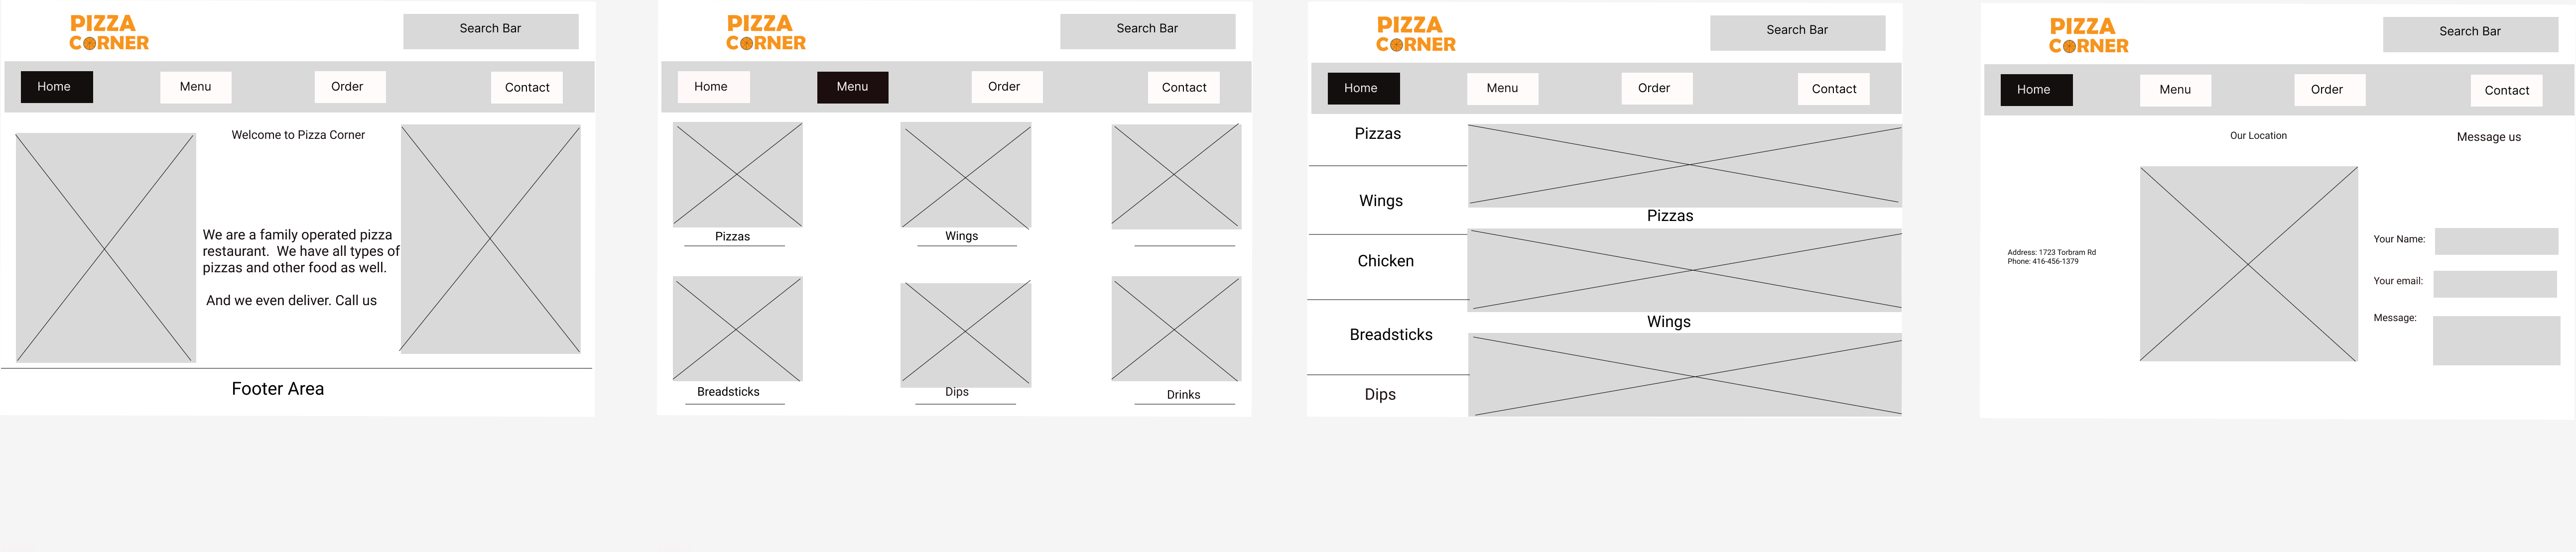 PIZZA
CORNER
Search Bar
Home
Menu
Order
Contact
Welcome to Pizza Corner
We are a family operated pizza
restaurant.  We have all types of
pizzas and other food as well.
And we even deliver. Call us
Footer Area
PIZZA
CORNER
Search Bar
Home
Menu
Order
Contact
Pizzas
Wings
Breadsticks
Dips
Drinks
PIZZA
CORNER
Search Bar
Home
Menu
Order
Contact
Pizzas
Wings
Chicken
Breadsticks
Dips
Pizzas
Wings
PIZZA
CORNER
Search Bar
Home
Menu
Order
Contact
Address: 1723 Torbram Rd
Phone: 416-456-1379
Our Location
Message us
Your Name:
Your email:
Message: